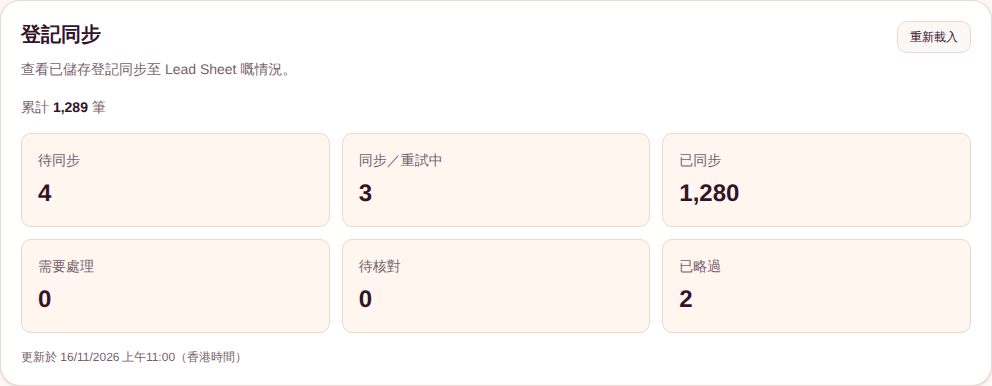 登記同步
重新載入
查看已儲存登記同步至 Lead Sheet 嘅情況。
累計 1,289 筆
待同步
同步／重試中
已同步
4
3
1,280
需要處理
待核對
已略過
0
0
2
更新於 16/11/2026 上午11:00（香港時間）